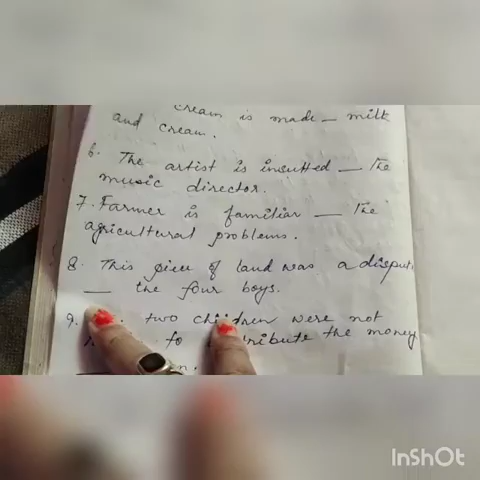 cream is made _ milk
and cream.
6. The artist is insulted _ the
music director.
7. Farmer is familiar _ the
agricultural problems.
8. This piece of land was a disput
_ the four boys.
9. two children were not
to the money
InShOt